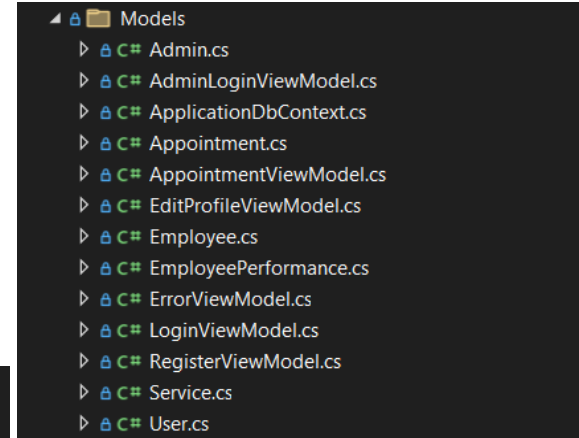 Models
C# Admin.cs
C# AdminLoginViewModel.cs
C# ApplicationDbContext.cs
C# Appointment.cs
C# AppointmentViewModel.cs
C# EditProfileViewModel.cs
C# Employee.cs
C# EmployeePerformance.cs
C# ErrorViewModel.cs
C# LoginViewModel.cs
C# RegisterViewModel.cs
C# Service.cs
C# User.cs